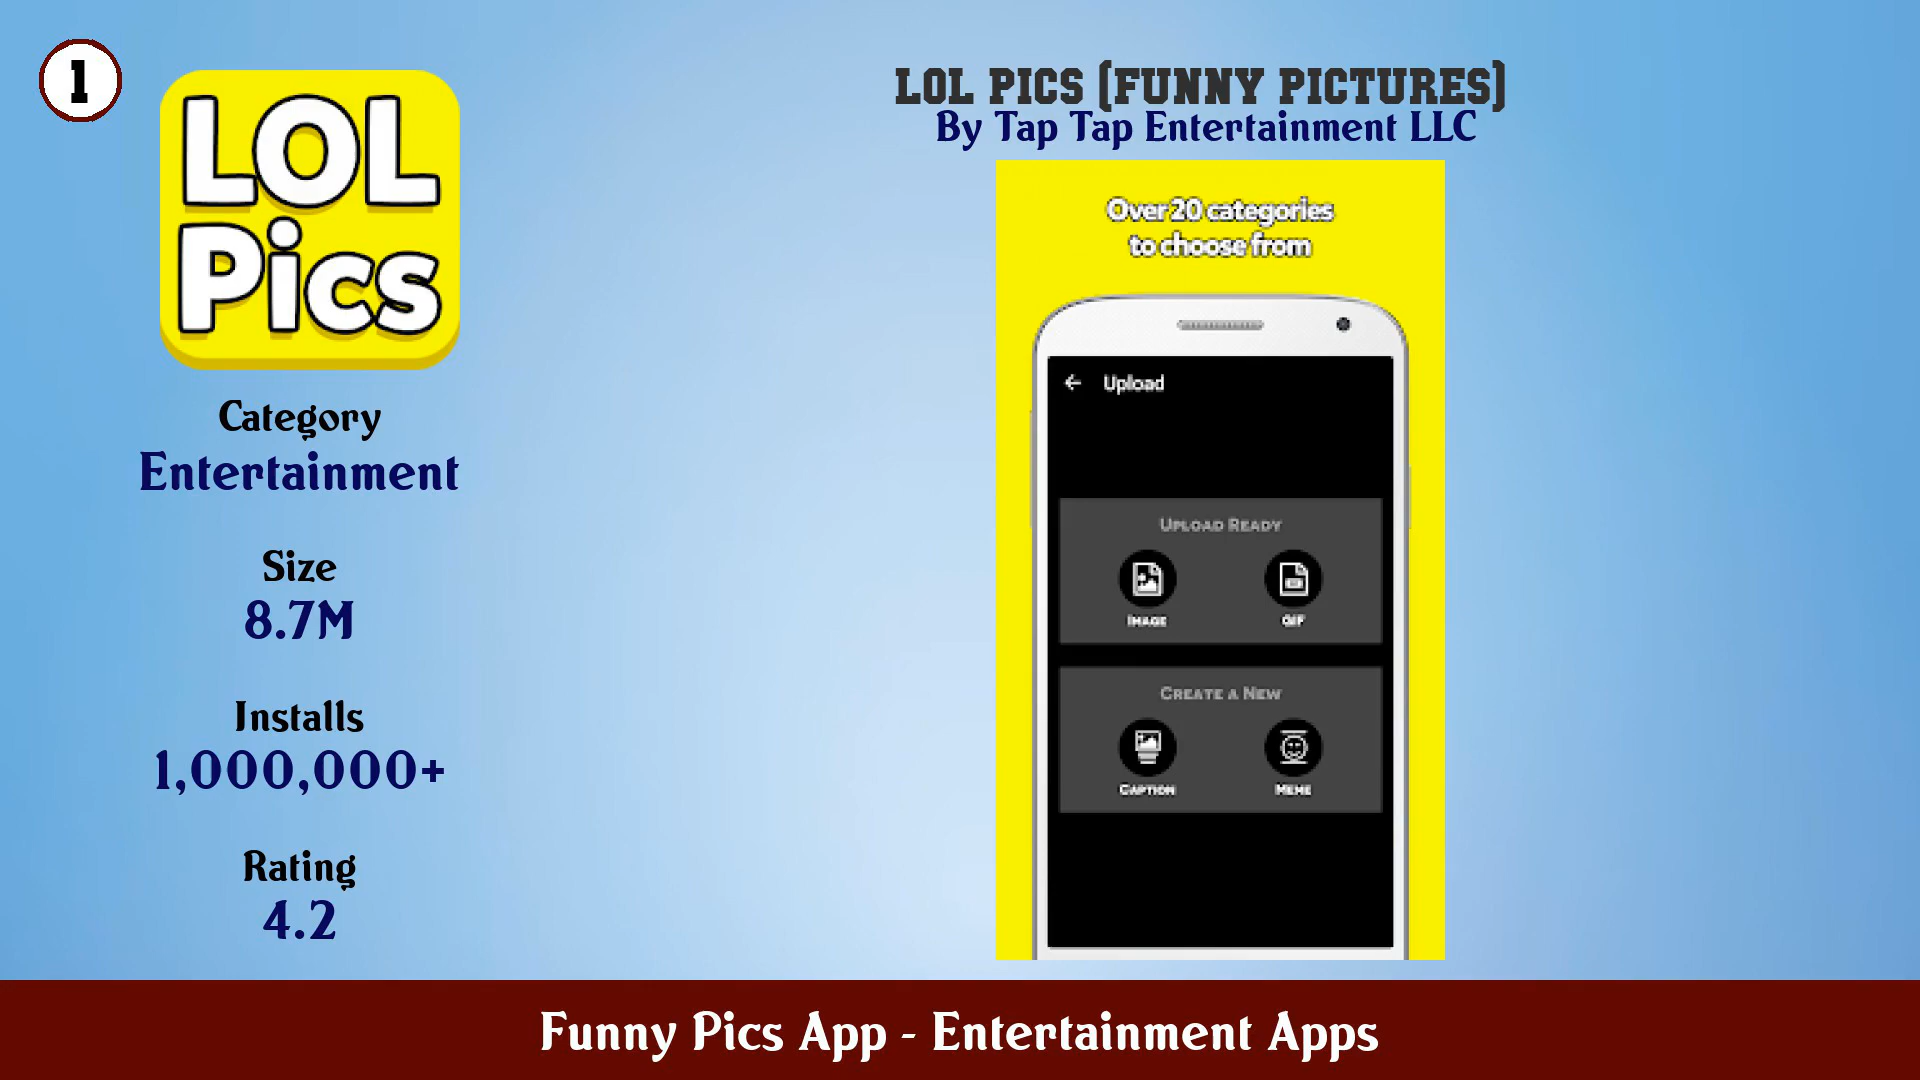 1
LOL
Pics
Category
Entertainment
Size
8.7M
Installs
1,000,000+
Rating
4.2
LOL PICS (FUNNY PICTURES)
By Tap Tap Entertainment LLC
Over 20 categories
to choose from
Upload
UPLOAD READY
IMAGE GIF
CREATE A NEW
CAPTION MEME
Funny Pics App - Entertainment Apps